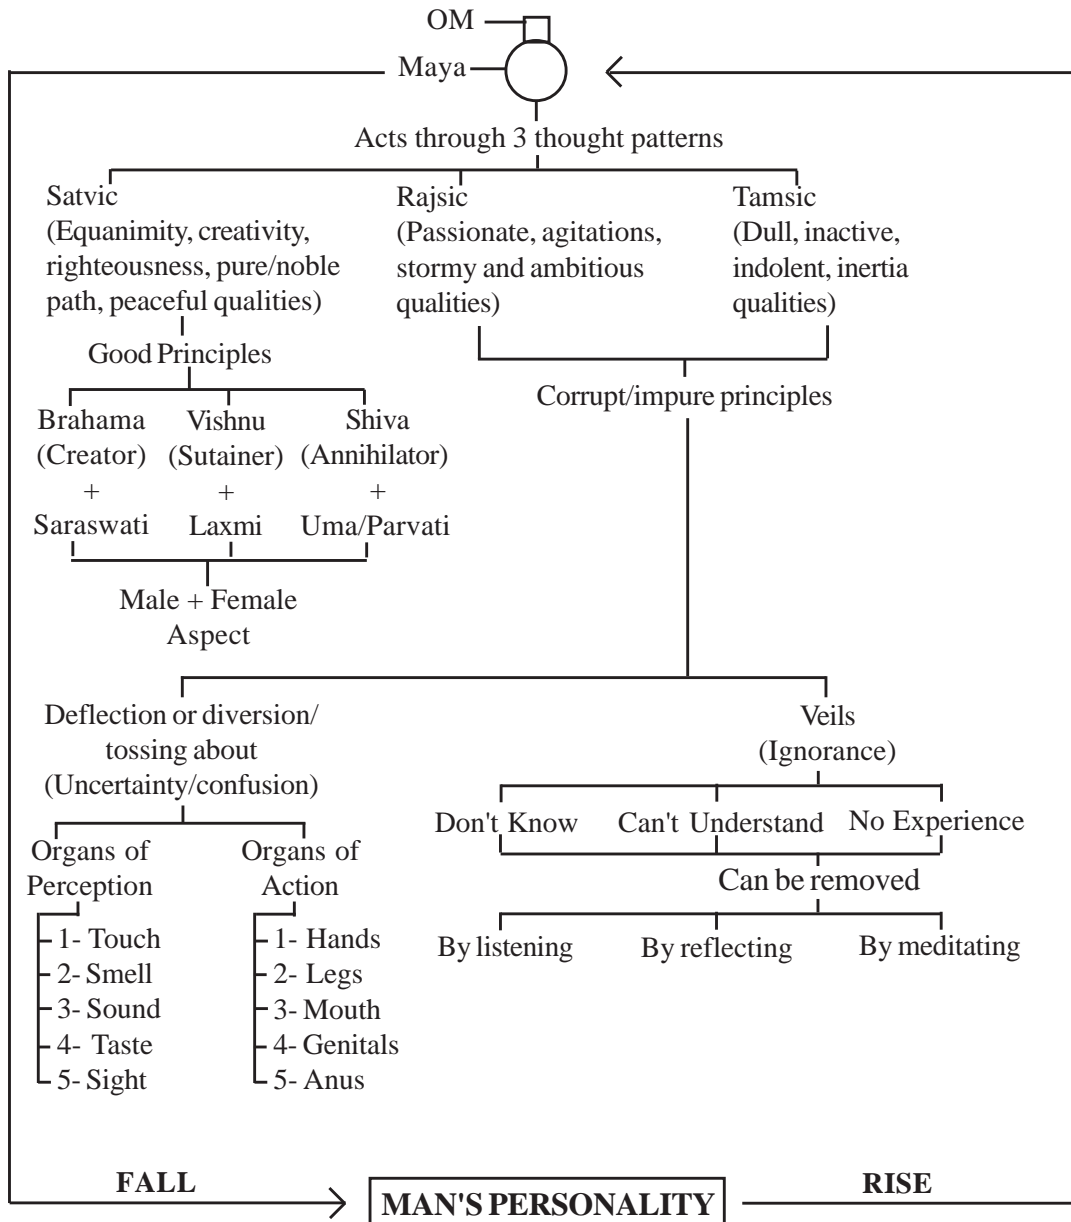 OM
Maya
Acts through 3 thought patterns
Satvic
(Equanimity, creativity,
righteousness, pure/noble
path, peaceful qualities)
Rajsic
(Passionate, agitations,
stormy and ambitious
qualities)
Tamsic
(Dull, inactive,
indolent, inertia
qualities)
Good Principles
Corrupt/impure principles
Brahama
(Creator)
+
Saraswati
Vishnu
(Sutainer)
+
Laxmi
Shiva
(Annihilator)
+
Uma/Parvati
Male + Female
Aspect
Deflection or diversion/
tossing about
(Uncertainty/confusion)
Veils
(Ignorance)
Organs of
Perception
1- Touch
2- Smell
3- Sound
4- Taste
5- Sight
Organs of
Action
1- Hands
2- Legs
3- Mouth
4- Genitals
5- Anus
Don't Know
Can't Understand
No Experience
Can be removed
By listening
By reflecting
By meditating
FALL
MAN'S PERSONALITY
RISE